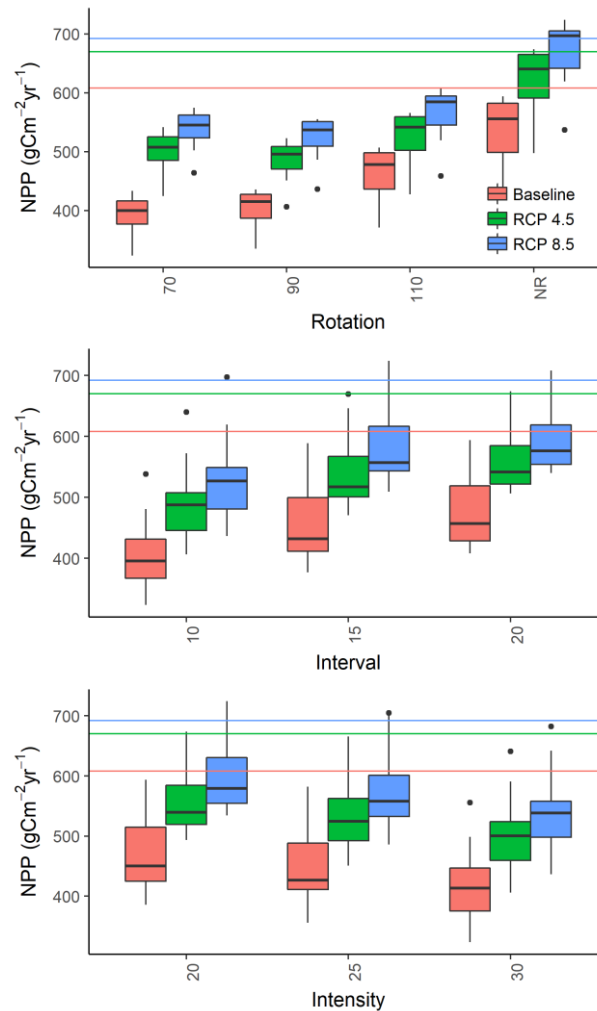 700
600
500
400
NPP (gCm⁻²yr⁻¹)
Baseline
RCP 4.5
RCP 8.5
70
90
110
NR
Rotation
700
600
500
400
NPP (gCm⁻²yr⁻¹)
10
15
20
Interval
700
600
500
400
NPP (gCm⁻²yr⁻¹)
20
25
30
Intensity